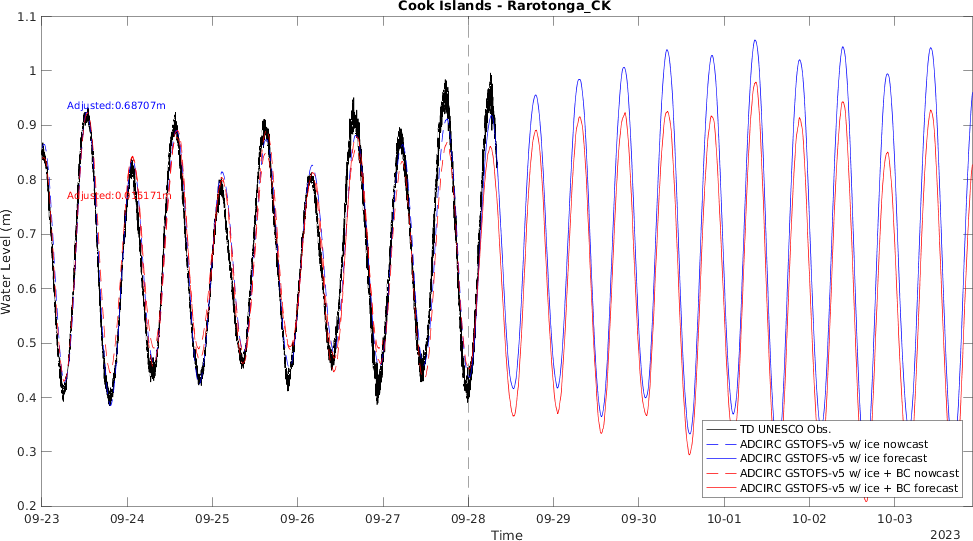 Cook Islands - Rarotonga_CK
1.1
1
0.9
0.8
0.7
0.6
0.5
0.4
0.3
0.2
Water Level (m)
Adjusted:0.68707m
TD UNESCO Obs.
ADCIRC GSTOFS-v5 w/ ice nowcast
ADCIRC GSTOFS-v5 w/ ice forecast
ADCIRC GSTOFS-v5 w/ ice + BC nowcast
ADCIRC GSTOFS-v5 w/ ice + BC forecast
09-23
09-24
09-25
09-26
09-27
09-28
09-29
09-30
10-01
10-02
10-03
Time
2023